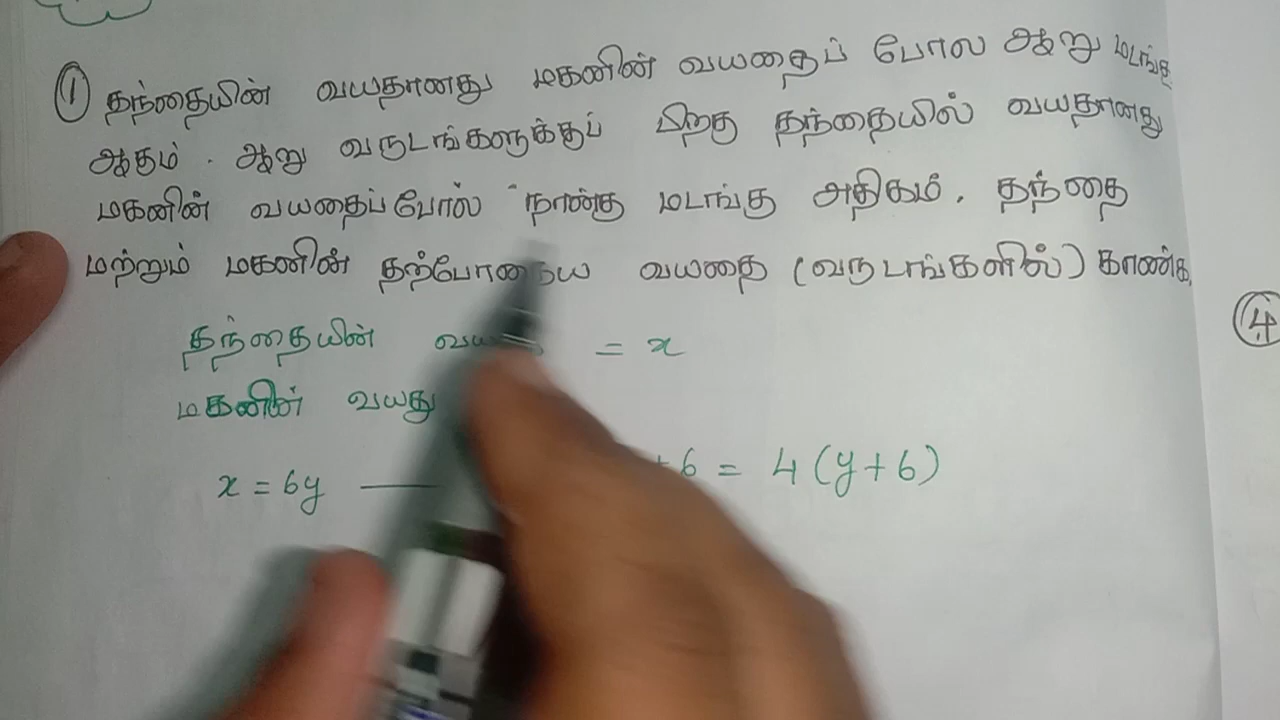 ① தந்தையின் வயதானது மகனின் வயதைப் போல ஆறு மடங்கு
ஆகும். ஆறு வருடங்களுக்குப் பிறகு தந்தையில் வயதானது
மகனின் வயதைப்போல் நான்கு மடங்கு அதிகம். தந்தை
மற்றும் மகனின் தற்போதைய வயதை (வருடங்களில்) காண்க.
தந்தையின் = x
மகனின் வயது
x = 6y —— +6 = 4(y+6)
④